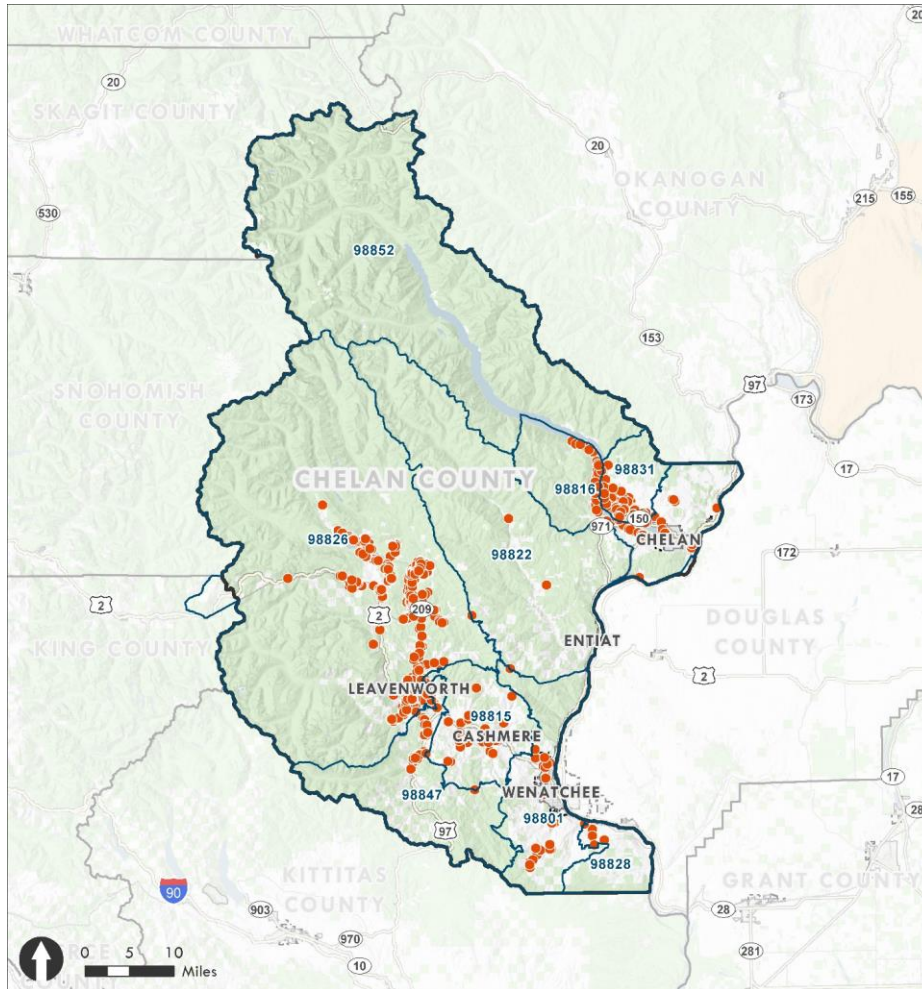 WHATCOM COUNTY
20
20
SKAGIT COUNTY
20
OKANOGAN
COUNTY
215
155
530
98852
153
97
173
SNOHOMISH
COUNTY
17
98831
CHELAN COUNTY
98816
150
971
CHELAN
98826
98822
172
2
209
2
DOUGLAS
COUNTY
KING COUNTY
ENTIAT
2
LEAVENWORTH
98815
CASHMERE
17
WENATCHEE
98847
98801
97
98828
KITTITAS
COUNTY
GRANT COUNTY
90
903
28
28
970
281
COUNTY
10
0 5 10
Miles